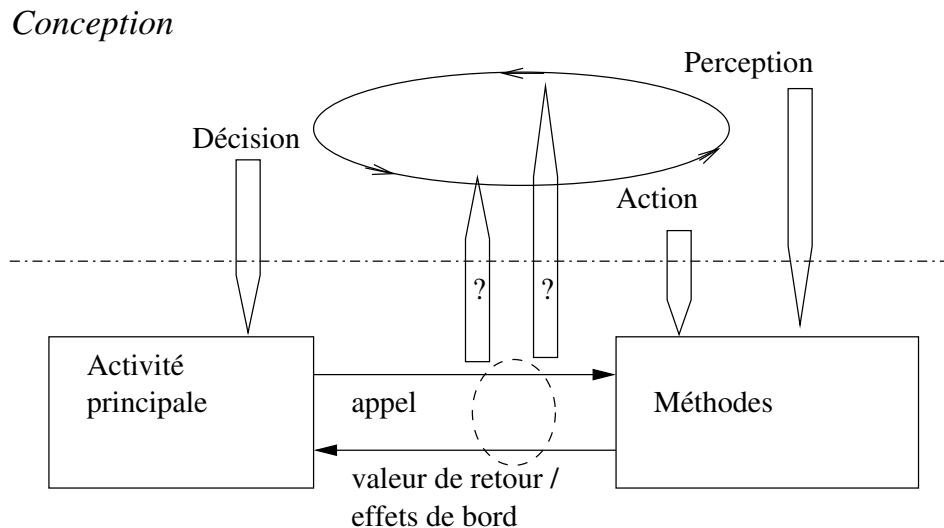 Conception
Perception
Décision
Action
? ?
Activité
principale
appel
Méthodes
valeur de retour /
effets de bord